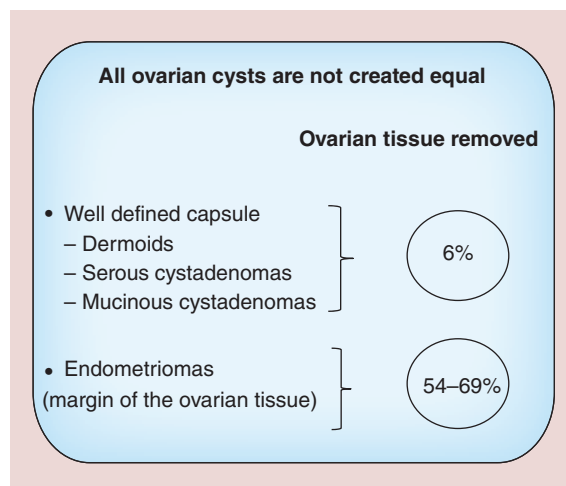 All ovarian cysts are not created equal
Ovarian tissue removed
• Well defined capsule
– Dermoids
– Serous cystadenomas
– Mucinous cystadenomas
6%
• Endometriomas
(margin of the ovarian tissue)
54–69%